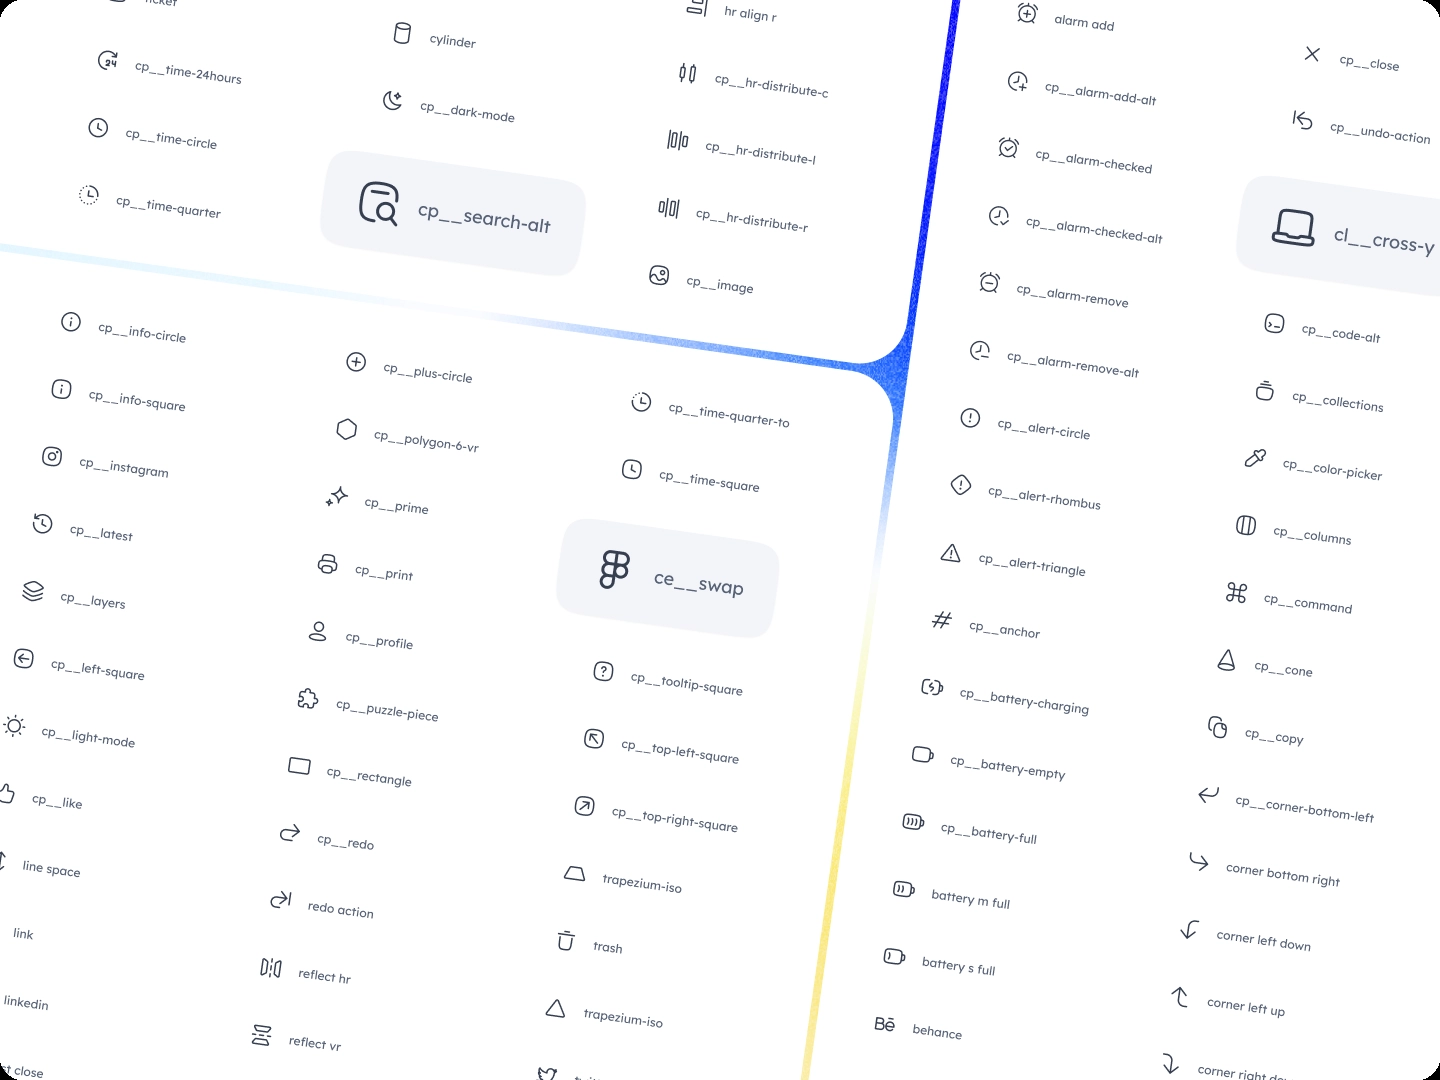 ticket
cp__time-24hours
cp__time-circle
cp__time-quarter
cylinder
cp__dark-mode
cp__search-alt
hr align r
cp__hr-distribute-c
cp__hr-distribute-l
cp__hr-distribute-r
cp__image
cp__info-circle
cp__info-square
cp__instagram
cp__latest
cp__layers
cp__left-square
cp__light-mode
cp__like
line space
link
linkedin
close
cp__plus-circle
cp__polygon-6-vr
cp__prime
cp__print
cp__profile
cp__puzzle-piece
cp__rectangle
cp__redo
redo action
reflect hr
reflect vr
cp__time-quarter-to
cp__time-square
ce__swap
cp__tooltip-square
cp__top-left-square
cp__top-right-square
trapezium-iso
trash
trapezium-iso
alarm add
cp__alarm-add-alt
cp__alarm-checked
cp__alarm-checked-alt
cp__alarm-remove
cp__alarm-remove-alt
cp__alert-circle
cp__alert-rhombus
cp__alert-triangle
cp__anchor
cp__battery-charging
cp__battery-empty
cp__battery-full
battery m full
battery s full
Bē behance
cp__close
cp__undo-action
cl__cross-y
cp__code-alt
cp__collections
cp__color-picker
cp__columns
cp__command
cp__cone
cp__copy
cp__corner-bottom-left
corner bottom right
corner left down
corner left up
corner right